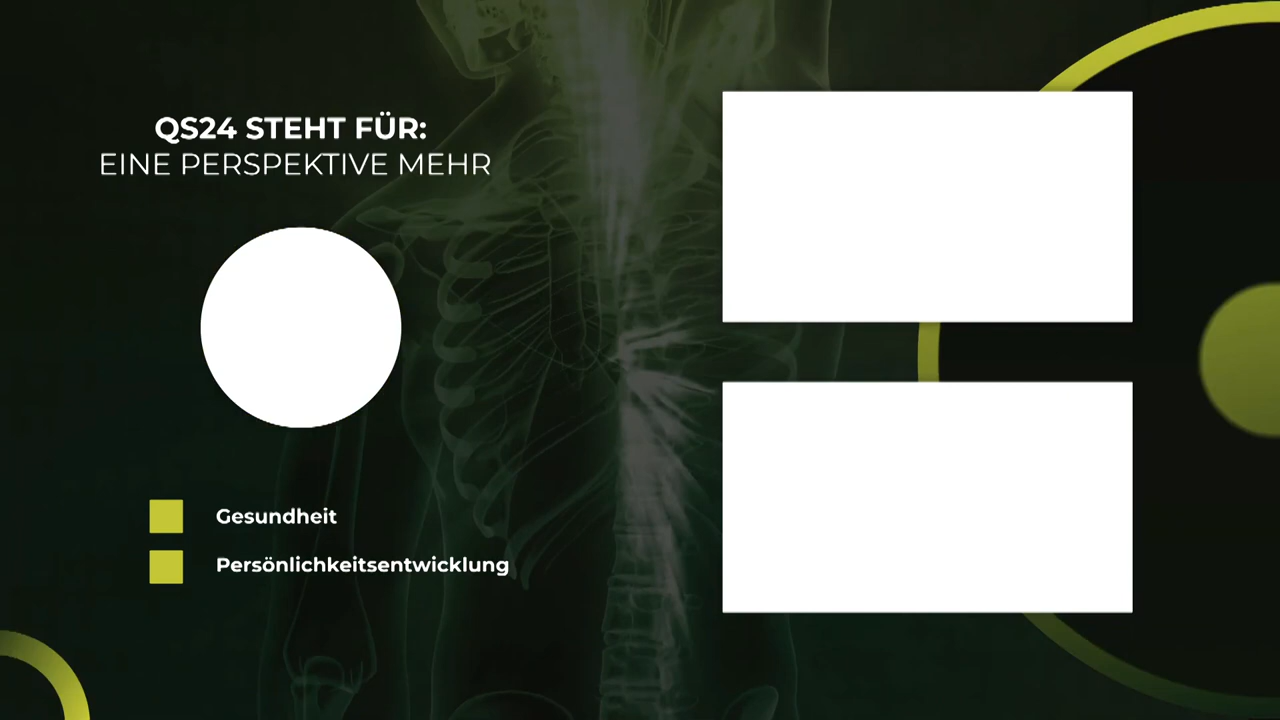 QS24 STEHT FÜR:
EINE PERSPEKTIVE MEHR
Gesundheit
Persönlichkeitsentwicklung